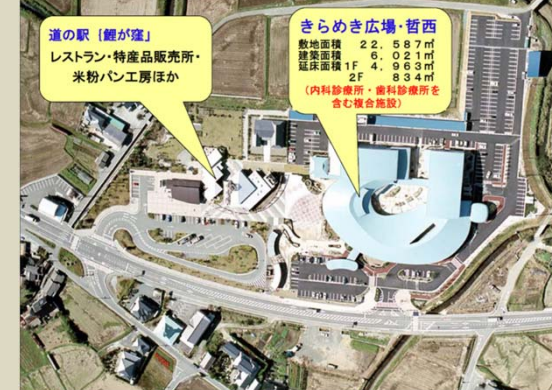 道の駅｛鯉が窪」
レストラン・特産品販売所・
米粉パン工房ほか
きらめき広場・哲西
敷地面積 22,587㎡
建築面積 6,021㎡
延床面積1F 4,963㎡
2F 834㎡
（内科診療所・歯科診療所を
含む複合施設）